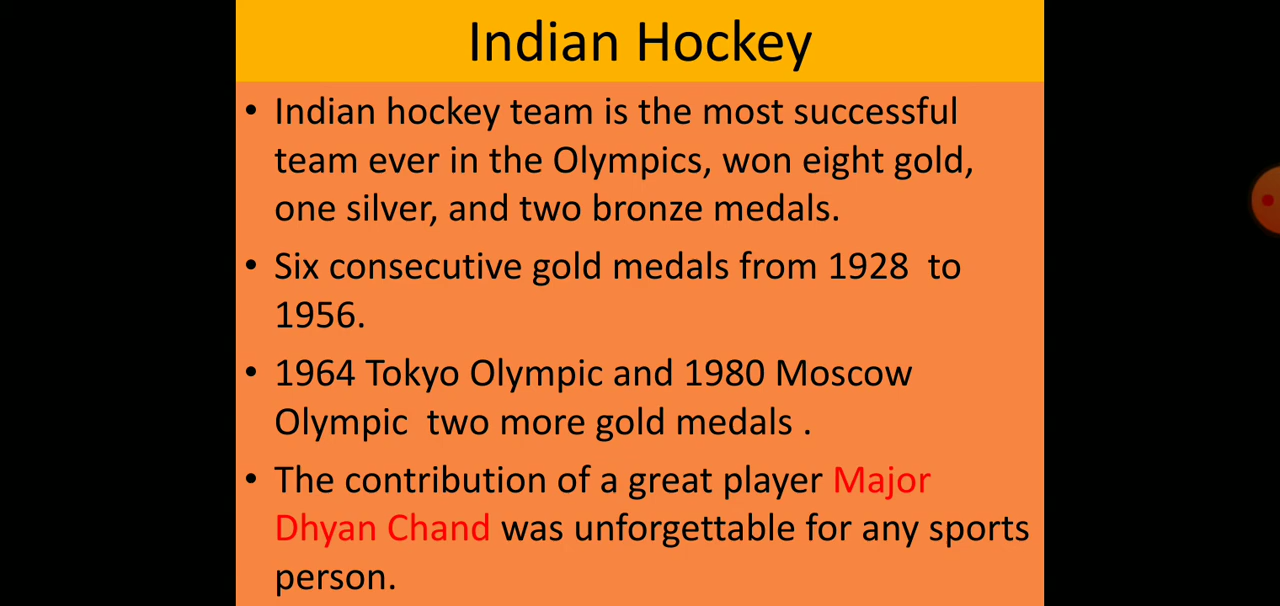 Indian Hockey
• Indian hockey team is the most successful
team ever in the Olympics, won eight gold,
one silver, and two bronze medals.
• Six consecutive gold medals from 1928  to
1956.
• 1964 Tokyo Olympic and 1980 Moscow
Olympic  two more gold medals .
• The contribution of a great player Major
Dhyan Chand was unforgettable for any sports
person.